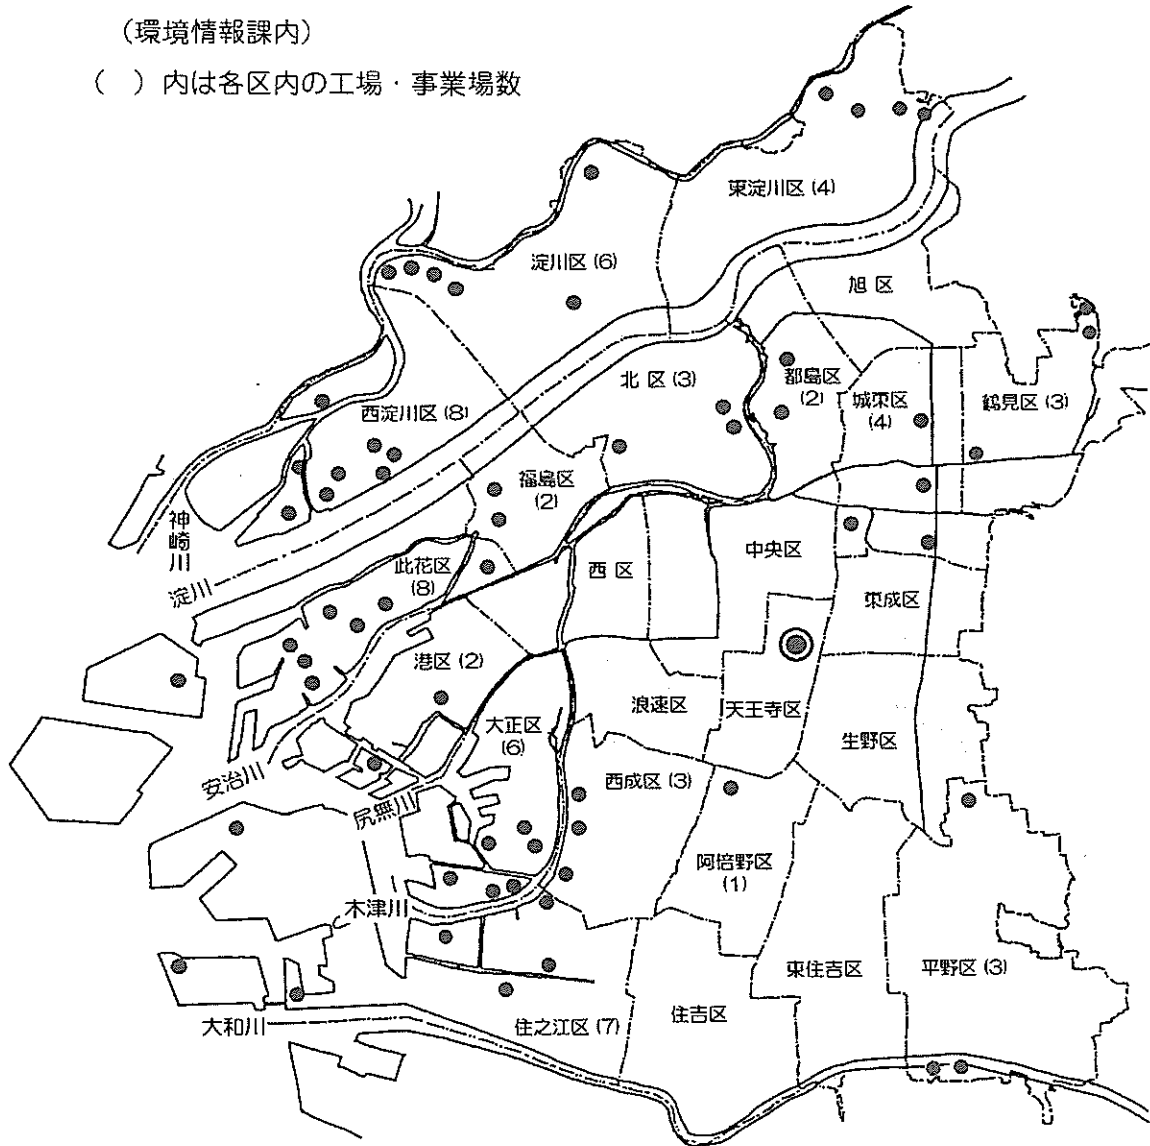 (環境情報課内)
( ) 内は各区内の工場・事業場数
東淀川区 (4)
淀川区 (6)
旭 区
北 区 (3)
都島区
(2)
城東区
(4)
鶴見区 (3)
西淀川区 (8)
福島区
(2)
神崎川
淀川
此花区
(8)
西 区
中央区
東成区
港区 (2)
大正区
(6)
浪速区
天王寺区
生野区
安治川
尻無川
西成区 (3)
阿倍野区
(1)
木津川
東住吉区
平野区 (3)
大和川
住之江区 (7)
住吉区